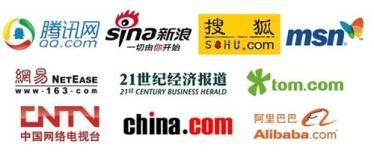 腾讯网
QQ.com
sina新浪
一切由你开始
搜狐
SOHU.com
msn
網易 NETEASE
www.163.com
21世纪经济报道
21ST CENTURY BUSINESS HERALD
tom.com
CNTV
中国网络电视台
china.com
阿里巴巴
Alibaba.com